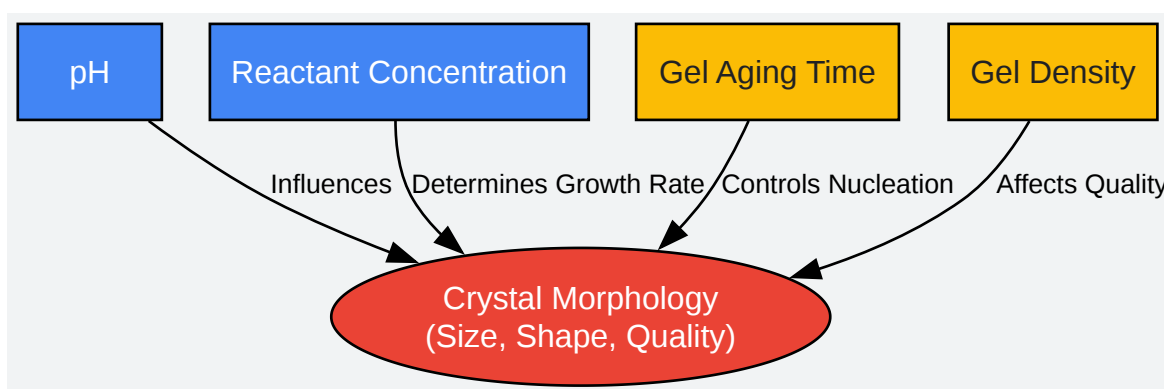 pH
Reactant Concentration
Gel Aging Time
Gel Density
Influences
Determines Growth Rate
Controls Nucleation
Affects Quality
Crystal Morphology
(Size, Shape, Quality)